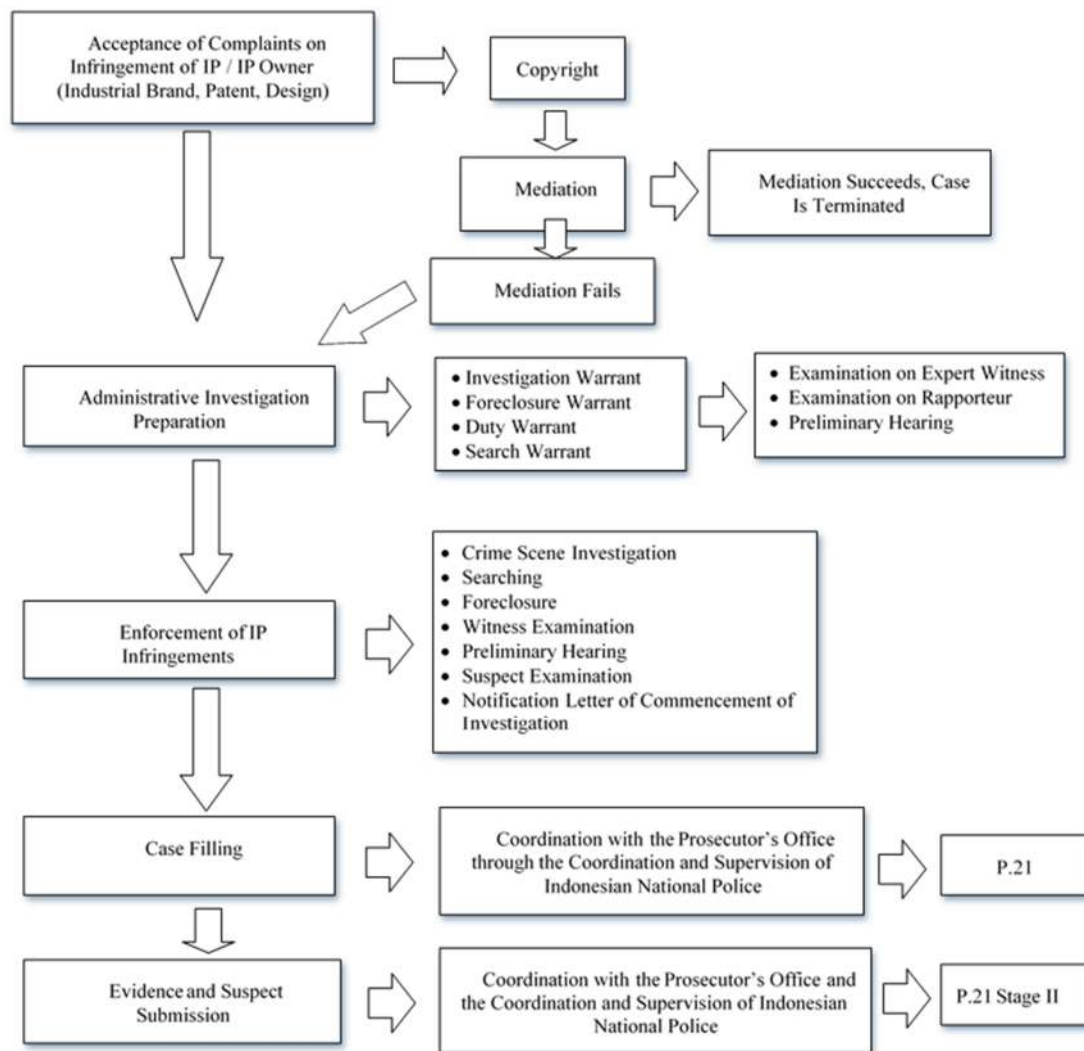 Acceptance of Complaints on
Infringement of IP / IP Owner
(Industrial Brand, Patent, Design)
Copyright
Mediation
Mediation Succeeds, Case
Is Terminated
Mediation Fails
Administrative Investigation
Preparation
• Investigation Warrant
• Foreclosure Warrant
• Duty Warrant
• Search Warrant
• Examination on Expert Witness
• Examination on Rapporteur
• Preliminary Hearing
Enforcement of IP
Infringements
• Crime Scene Investigation
• Searching
• Foreclosure
• Witness Examination
• Preliminary Hearing
• Suspect Examination
• Notification Letter of Commencement of
Investigation
Case Filling
Coordination with the Prosecutor's Office
through the Coordination and Supervision of
Indonesian National Police
P.21
Evidence and Suspect
Submission
Coordination with the Prosecutor's Office and
the Coordination and Supervision of Indonesian
National Police
P.21 Stage II